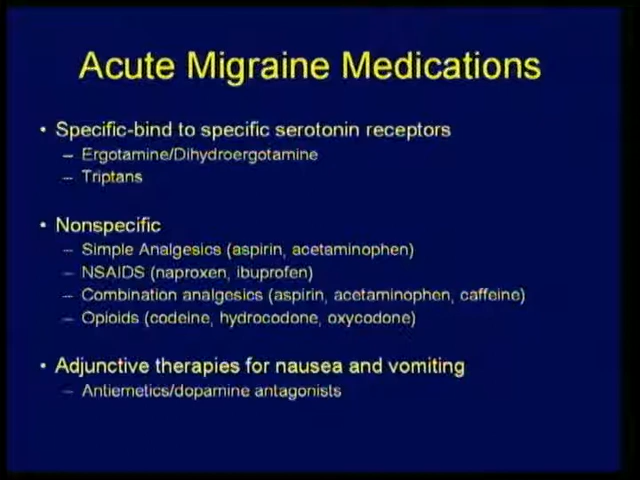 Acute Migraine Medications
• Specific-bind to specific serotonin receptors
– Ergotamine/Dihydroergotamine
– Triptans
• Nonspecific
– Simple Analgesics (aspirin, acetaminophen)
– NSAIDS (naproxen, ibuprofen)
– Combination analgesics (aspirin, acetaminophen, caffeine)
– Opioids (codeine, hydrocodone, oxycodone)
• Adjunctive therapies for nausea and vomiting
– Antiemetics/dopamine antagonists